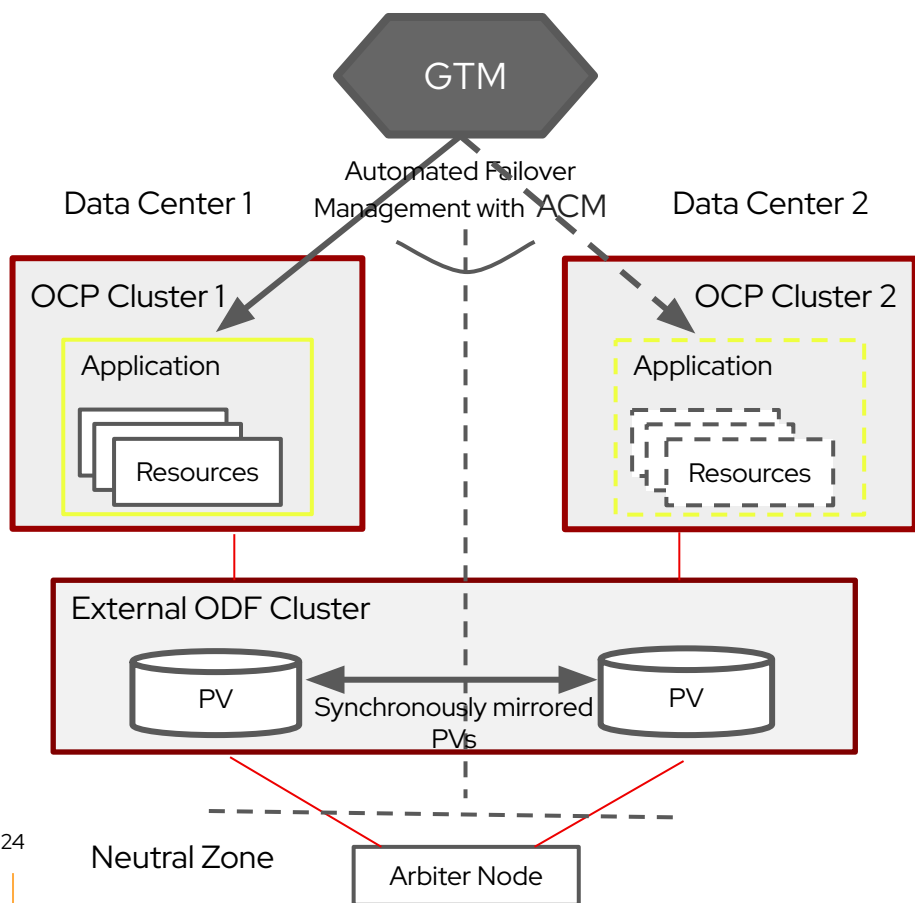 GTM
Automated Failover
Management with ACM
Data Center 1
Data Center 2
OCP Cluster 1
Application
Resources
OCP Cluster 2
Application
Resources
External ODF Cluster
PV
Synchronously mirrored
PVs
PV
24
Neutral Zone
Arbiter Node